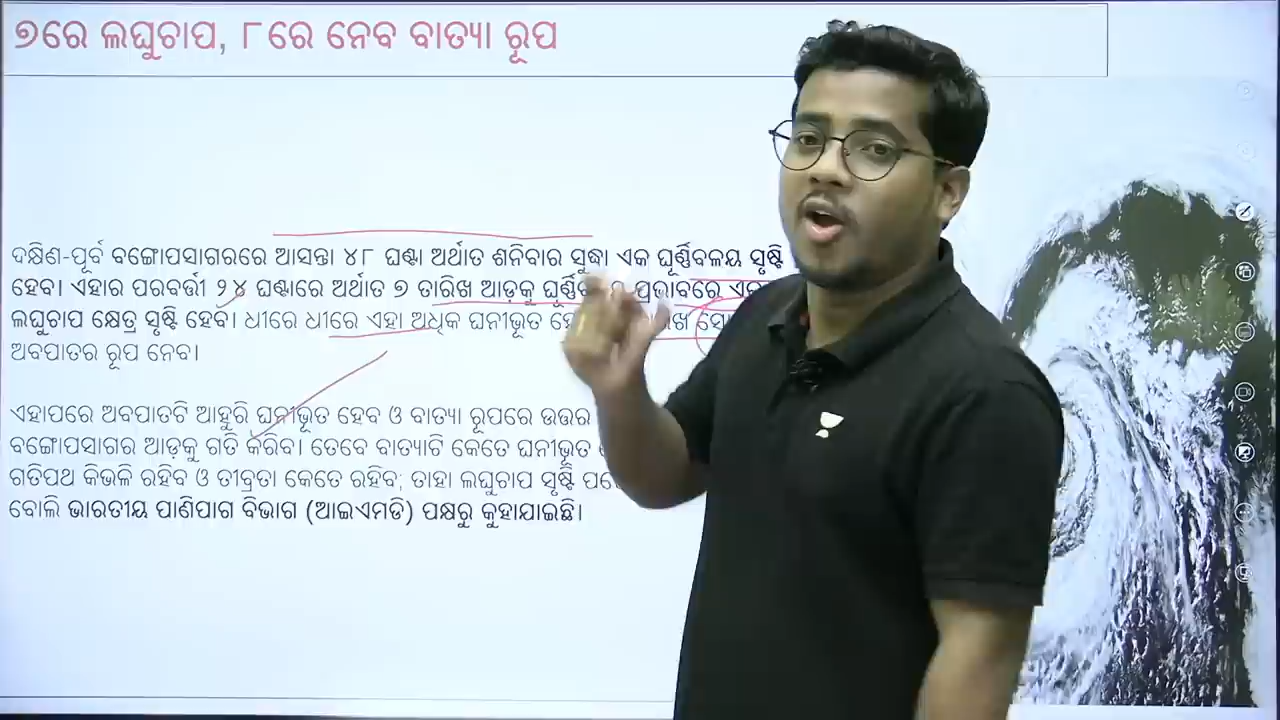 ୭ରେ ଲଘୁଚାପ, ୮ରେ ନେବ ବାତ୍ୟା ରୂପ
ଦକ୍ଷିଣ-ପୂର୍ବ ବଙ୍ଗୋପସାଗରରେ ଆସନ୍ତା ୪୮ ଘଣ୍ଟା ଅର୍ଥାତ ଶନିବାର ସୁଦ୍ଧା ଏକ ଘୂର୍ଣ୍ଣିବଳୟ ସୃଷ୍ଟି
ହେବ। ଏହାର ପରବର୍ତ୍ତୀ ୨୪ ଘଣ୍ଟାରେ ଅର୍ଥାତ ୭ ତାରିଖ ଆଡ଼କୁ ପ୍ରଭାବରେ
ଲଘୁଚାପ କ୍ଷେତ୍ର ସୃଷ୍ଟି ହେବ। ଧୀରେ ଧୀରେ ଏହା ଅଧିକ ଘନୀଭୂତ
ଅବପାତର ରୂପ ନେବ।
ଏହାପରେ ଅବପାତଟି ଆହୁରି ଘନୀଭୂତ ହେବ ଓ ବାତ୍ୟା ରୂପରେ ଉତ୍ତର
ବଙ୍ଗୋପସାଗର ଆଡ଼କୁ ଗତି କରିବ। ତେବେ ବାତ୍ୟାଟି କେତେ ଘନୀଭୂତ
ଗତିପଥ କିଭଳି ରହିବ ଓ ତୀବ୍ରତା କେତେ ରହିବ; ତାହା ଲଘୁଚାପ ସୃଷ୍ଟି
ବୋଲି ଭାରତୀୟ ପାଣିପାଗ ବିଭାଗ (ଆଇଏମଡି) ପକ୍ଷରୁ କୁହାଯାଇଛି।